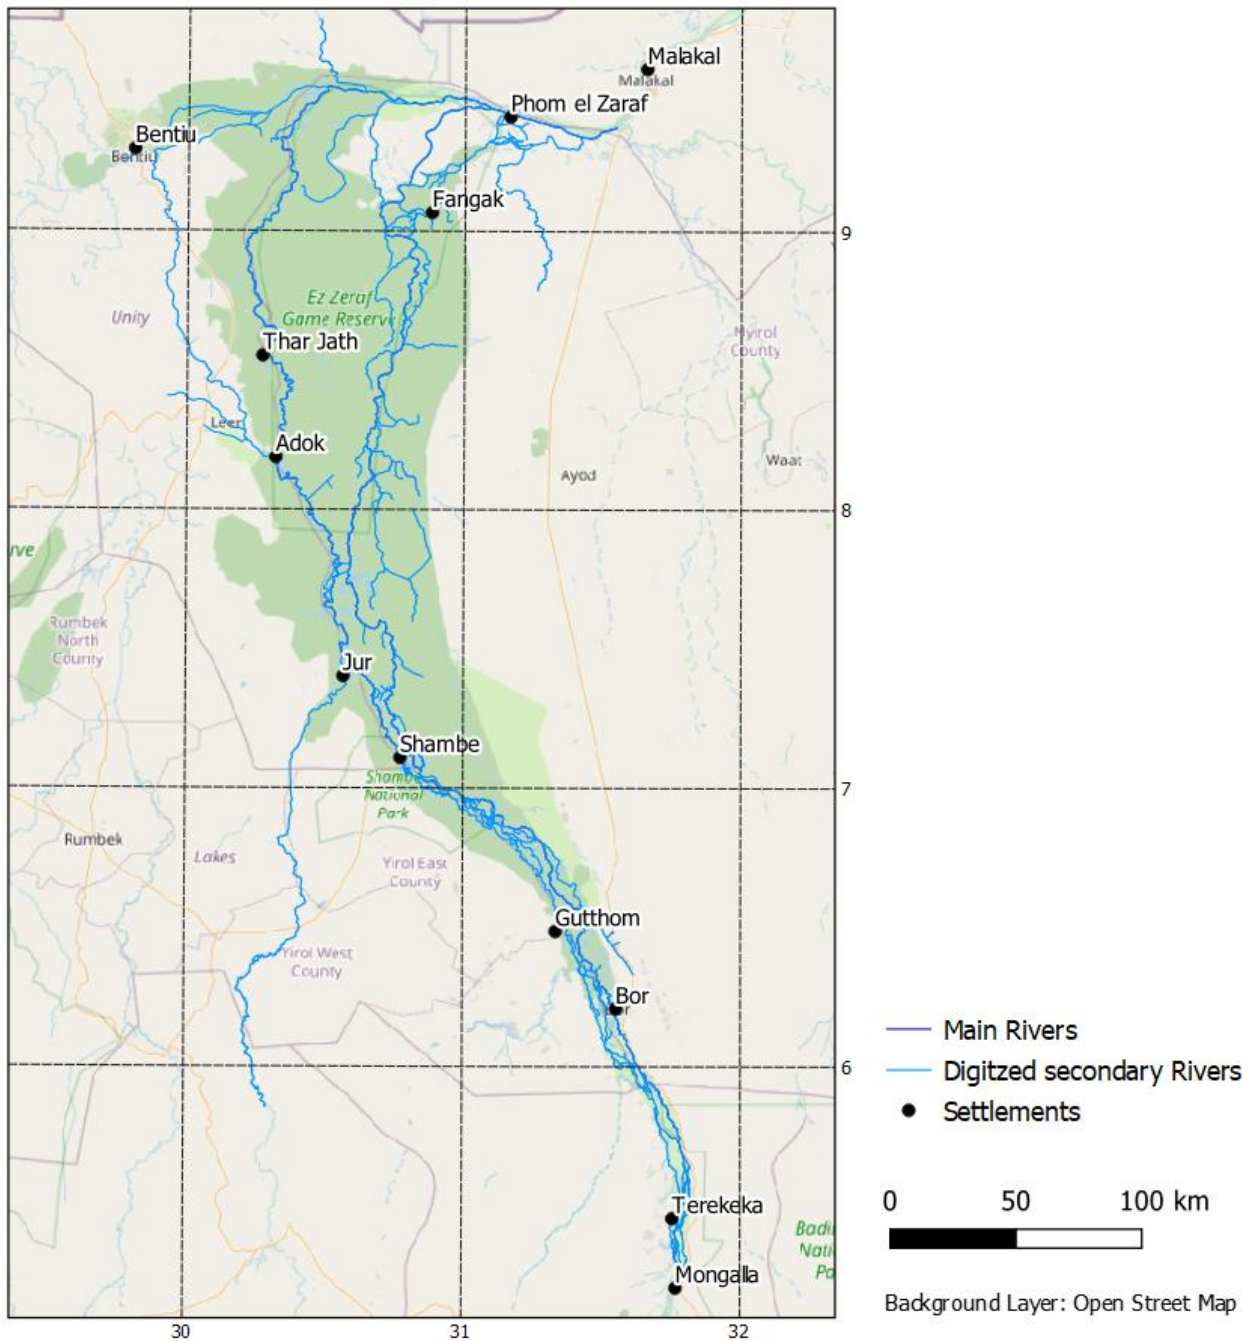 Malakal
Malakal
Phom el Zaraf
Bentiu
Bentiu
Fangak
9
Ez Zeraf
Game Reserve
Unity
Nyirol
County
Thar Jath
Leer
Adok
Waat
Ayod
8
rve
Rumbek
North
County
Jur
Shambe
Shambe
National
Park
7
Rumbek
Lakes
Yirol East
County
Gutthom
Yirol West
County
Bor
Main Rivers
6
Digitzed secondary Rivers
Settlements
Terekeka
0 50 100 km
Nati
Mongalla
Background Layer: Open Street Map
30 31 32